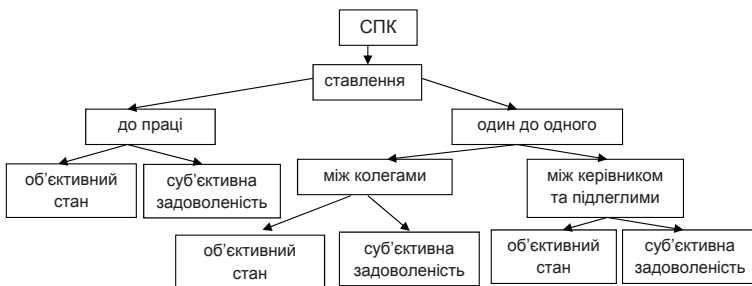 СПК
ставлення
до праці
один до одного
об’єктивний
стан
суб’єктивна
задоволеність
між колегами
між керівником
та підлеглими
об’єктивний
стан
суб’єктивна
задоволеність
об’єктивний
стан
суб’єктивна
задоволеність